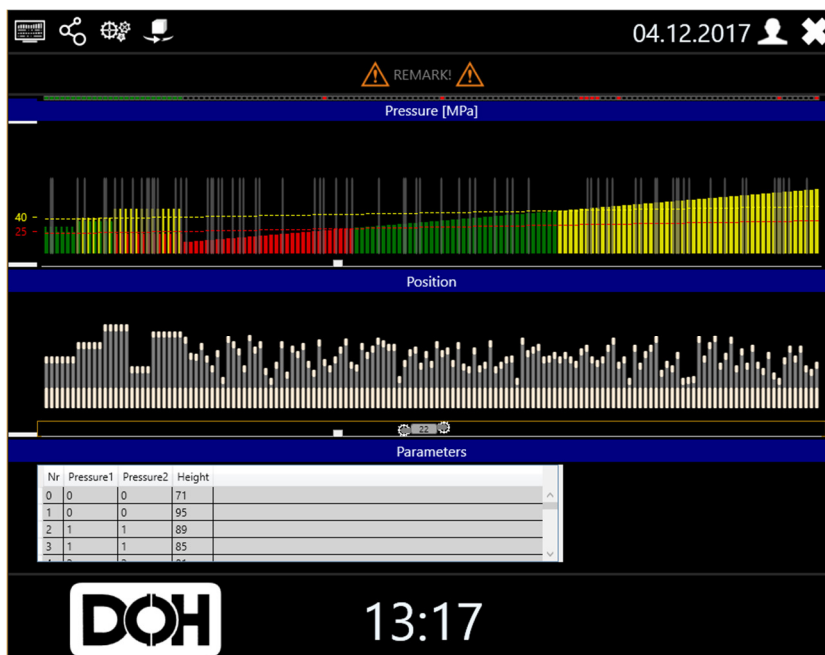 04.12.2017
REMARK!
Pressure [MPa]
40
25
Position
22
Parameters
Nr Pressure1 Pressure2 Height
0 0 0 71
1 0 0 95
2 1 1 89
3 1 1 85
DOH 13:17